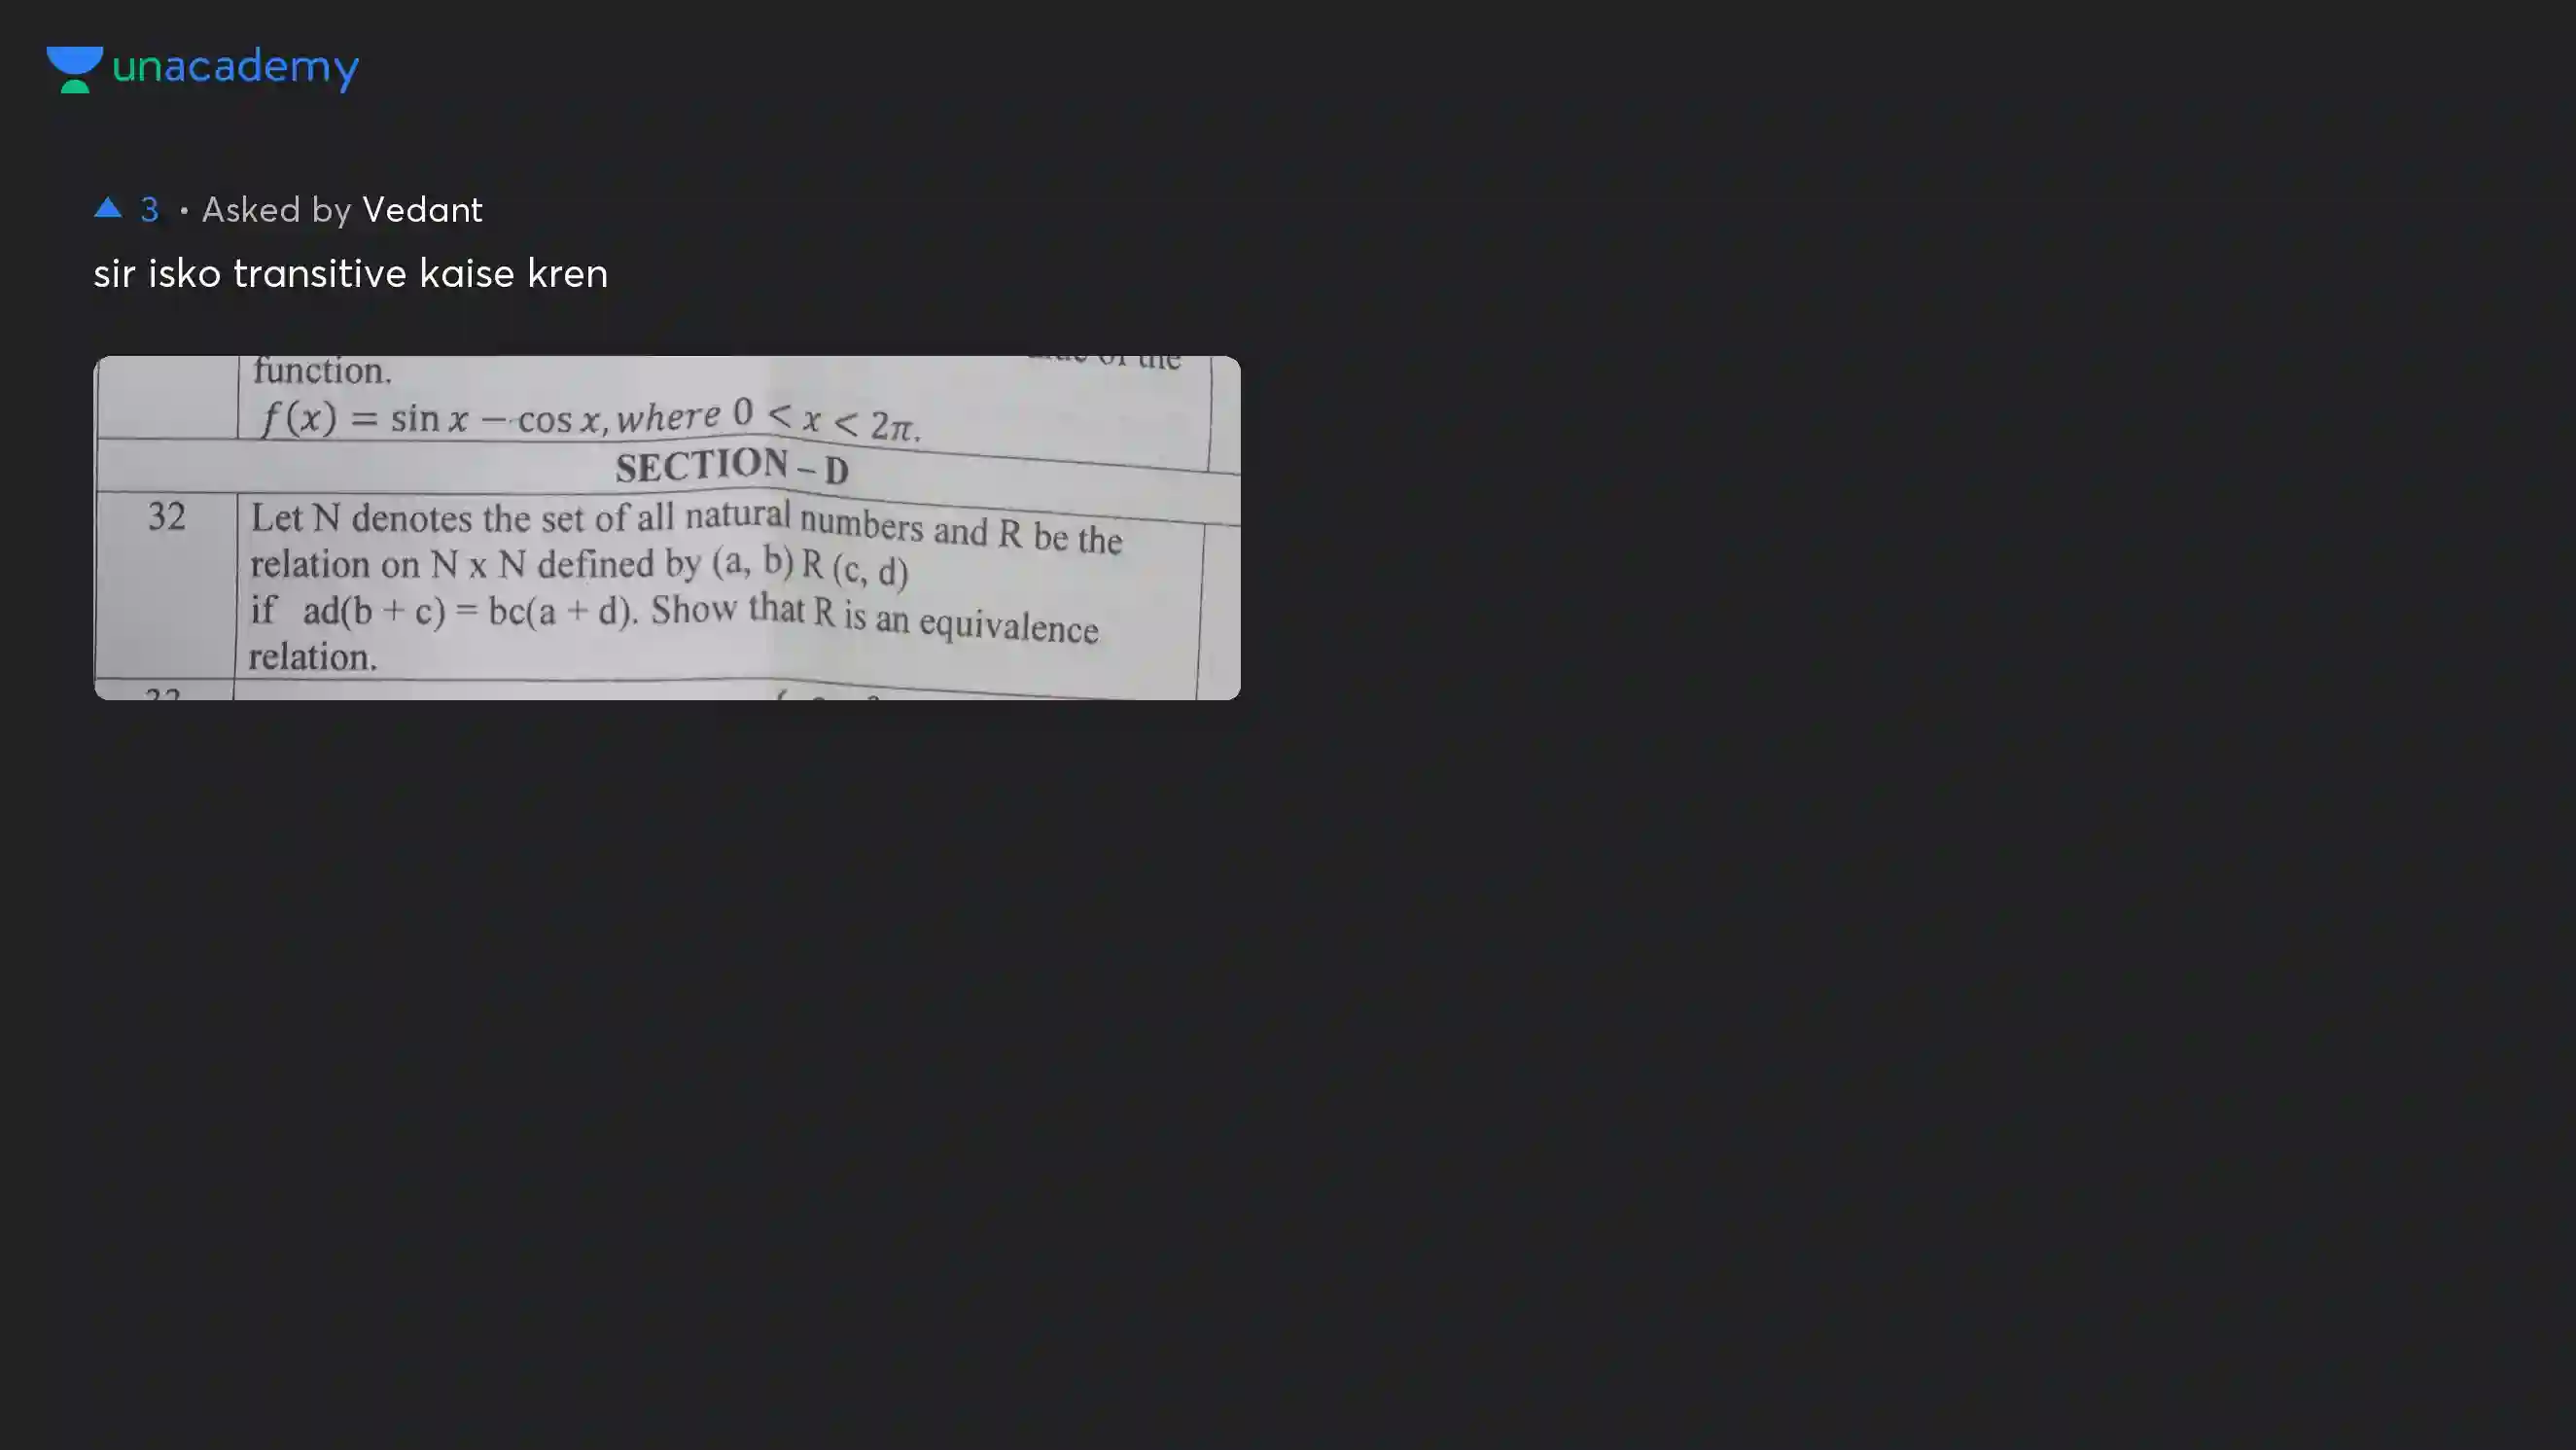 unacademy
3 • Asked by Vedant
sir isko transitive kaise kren
of the
function.
f(x) = sin x − cos x, where 0 < x < 2π.
SECTION – D
32 Let N denotes the set of all natural numbers and R be the
relation on N x N defined by (a, b) R (c, d)
if ad(b + c) = bc(a + d). Show that R is an equivalence
relation.